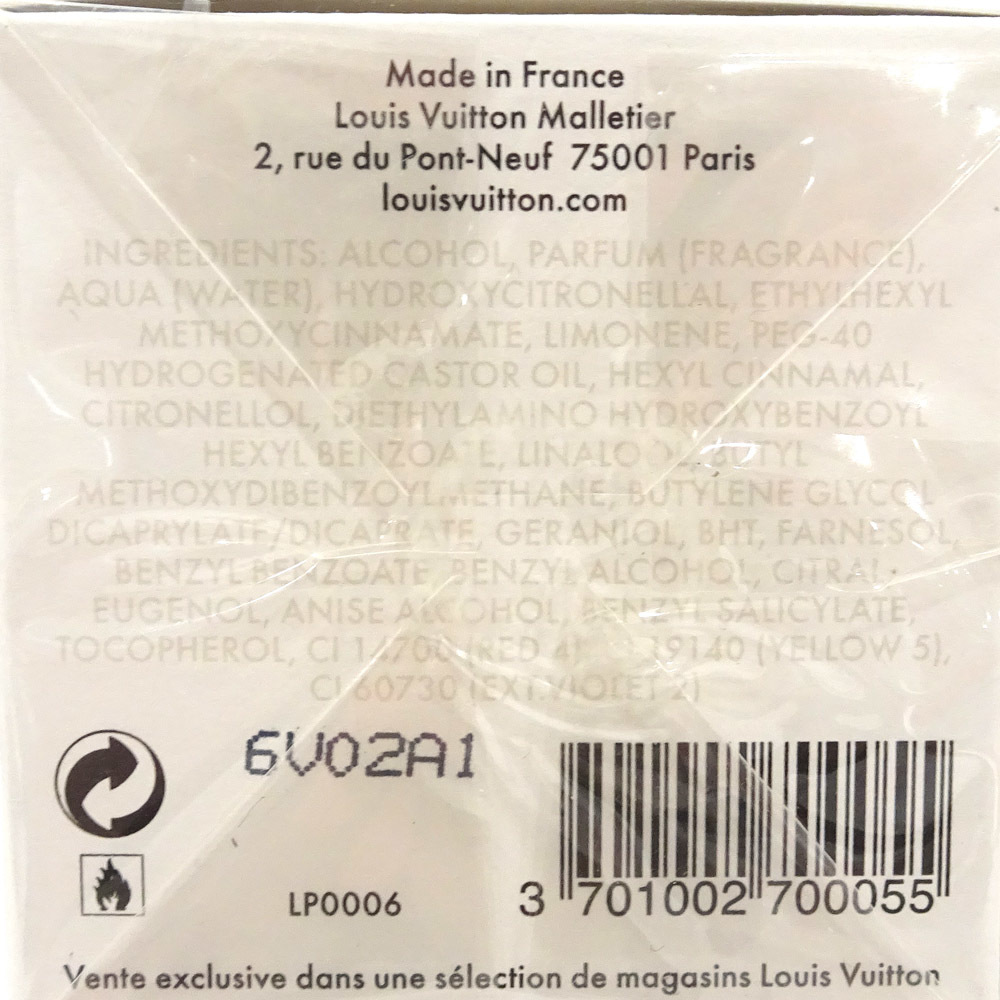 Made in France
Louis Vuitton Malletier
2, rue du Pont-Neuf 75001 Paris
louisvuitton.com
INGREDIENTS: ALCOHOL, PARFUM (FRAGRANCE),
AQUA (WATER), HYDROXYCITRONELLAL, ETHYLHEXYL
METHOXYCINNAMATE, LIMONENE, PEG-40
HYDROGENATED CASTOR OIL, HEXYL CINNAMAL,
CITRONELLOL, DIETHYLAMINO HYDROXYBENZOYL
HEXYL BENZOATE, LINALOOL, BUTYL
METHOXYDIBENZOYLMETHANE, BUTYLENE GLYCOL
DICAPRYLATE/DICAPRATE, GERANIOL, BHT, FARNESOL,
BENZYL BENZOATE, BENZYL ALCOHOL, CITRAL,
EUGENOL, ANISE ALCOHOL, BENZYL SALICYLATE,
TOCOPHEROL, CI 14700 (RED 4), CI 19140 (YELLOW 5),
CI 60730 (EXT.VIOLET 2)
6V02A1
LP0006
3 701002 700055
Vente exclusive dans une sélection de magasins Louis Vuitton